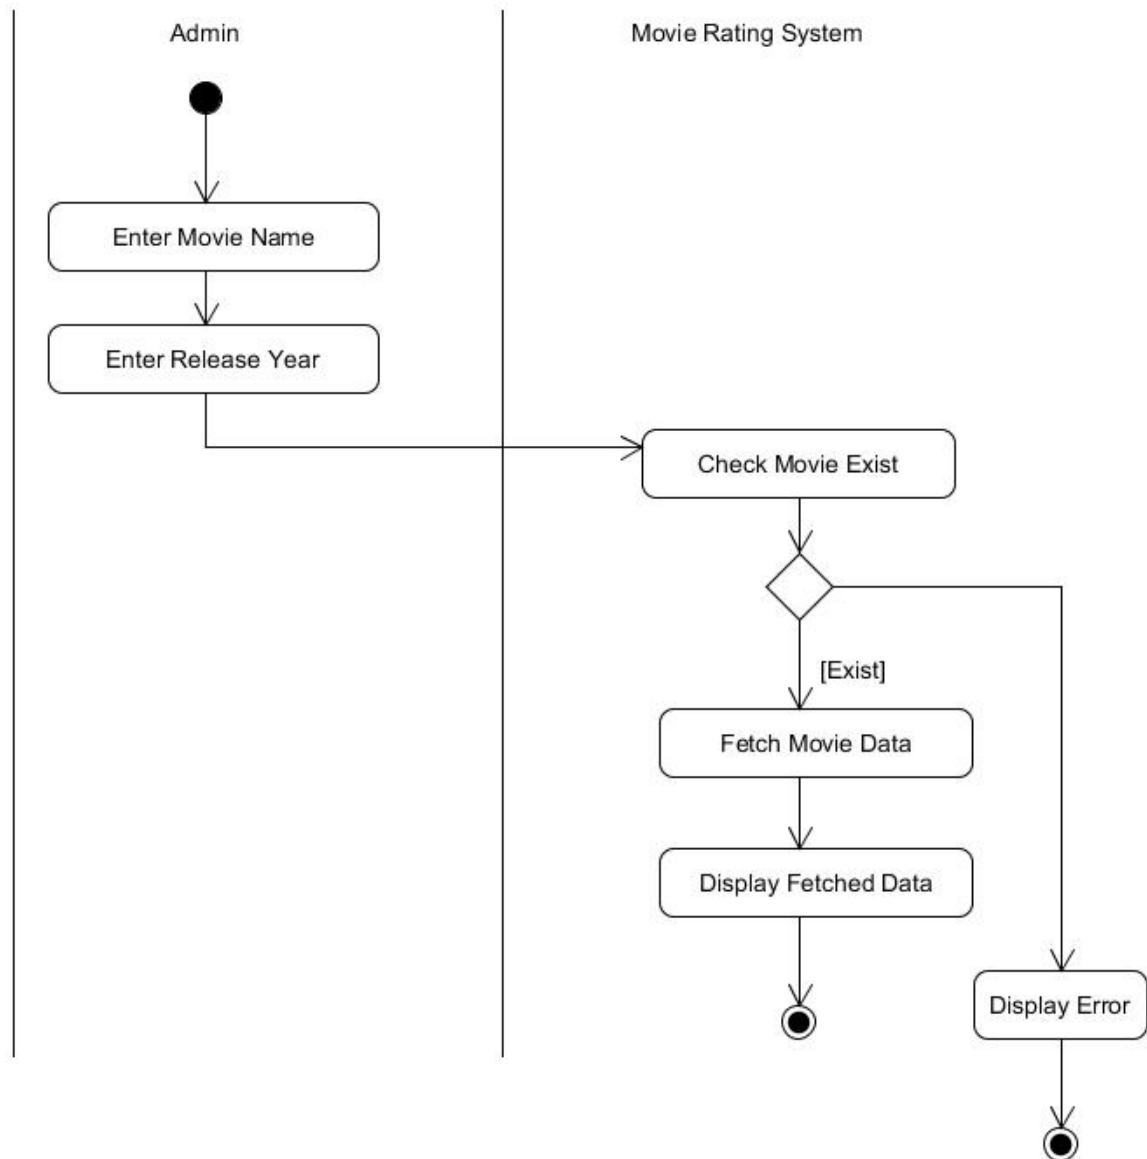 Admin
Movie Rating System
Enter Movie Name
Enter Release Year
Check Movie Exist
[Exist]
Fetch Movie Data
Display Fetched Data
Display Error